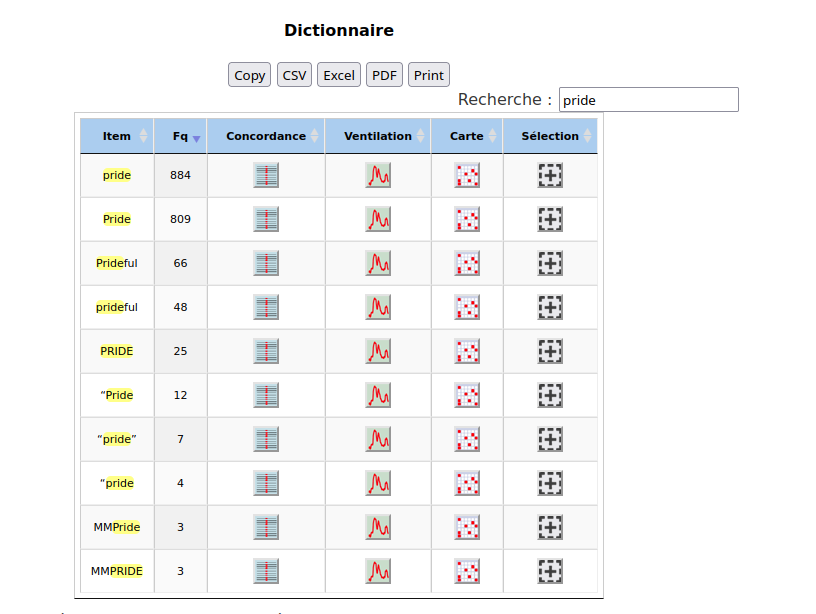 Dictionnaire
Copy CSV Excel PDF Print
Recherche : pride
Item Fq Concordance Ventilation Carte Sélection
pride 884
Pride 809
Prideful 66
prideful 48
PRIDE 25
“Pride 12
“pride” 7
“pride 4
MMPride 3
MMPRIDE 3